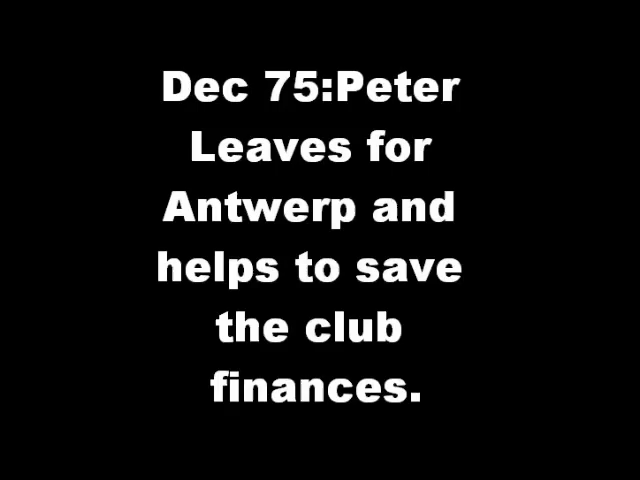 Dec 75:Peter
Leaves for
Antwerp and
helps to save
the club
finances.